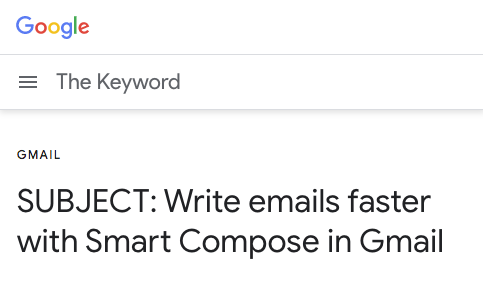 Google
The Keyword
GMAIL
SUBJECT: Write emails faster
with Smart Compose in Gmail